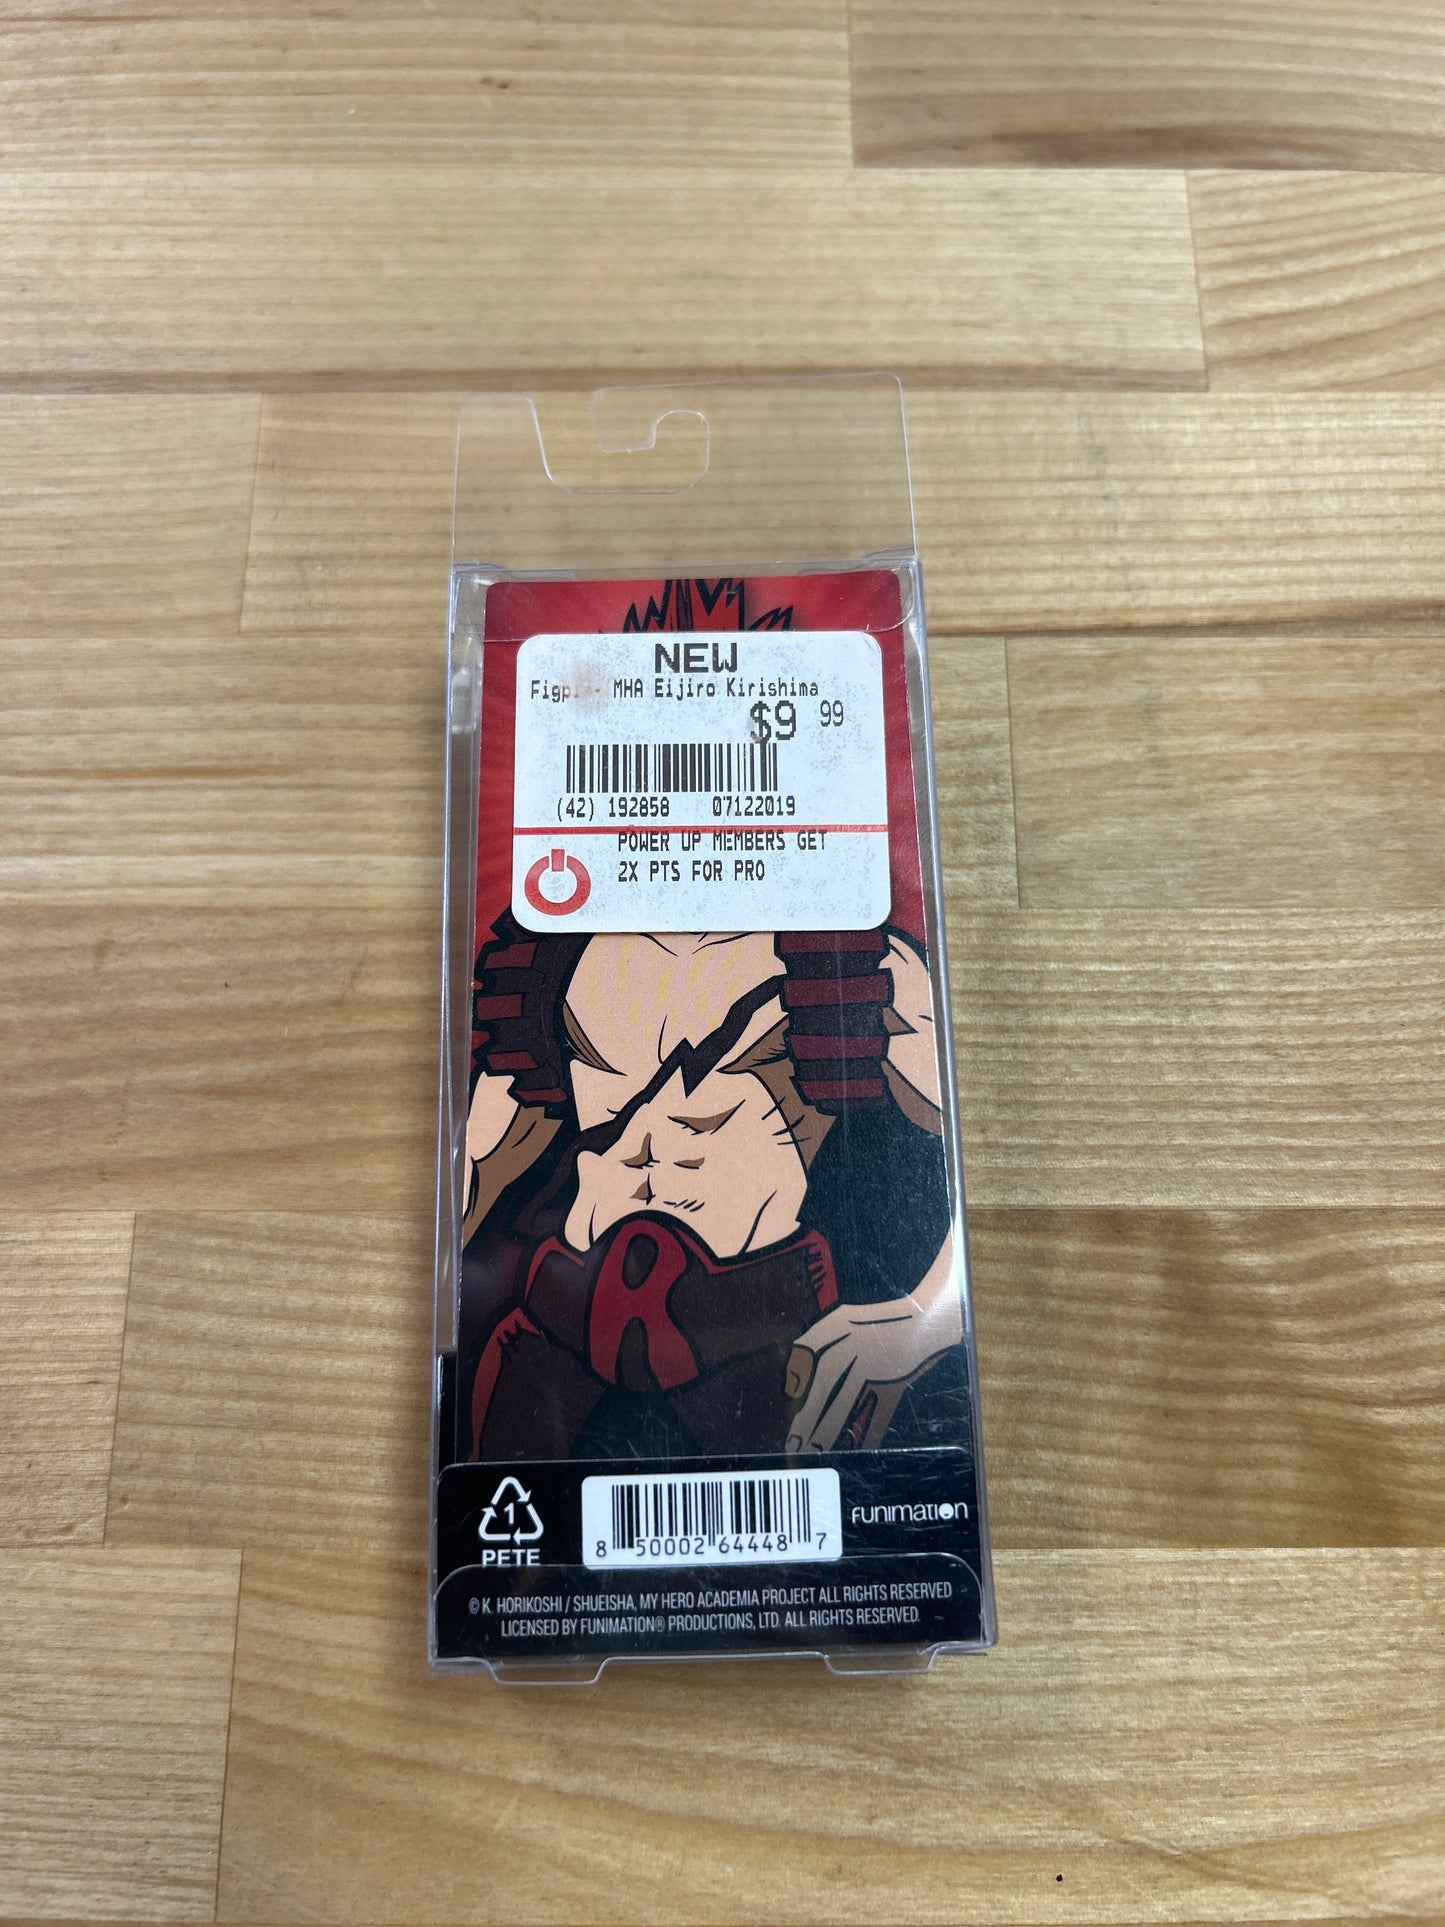 NEW
Figpi - MHA Eijiro Kirishima
$9 99
(42) 192858 07122019
POWER UP MEMBERS GET
2X PTS FOR PRO
R
1
PETE
8 50002 64448 7
FUNIMATION
© K. HORIKOSHI / SHUEISHA, MY HERO ACADEMIA PROJECT ALL RIGHTS RESERVED
LICENSED BY FUNIMATION® PRODUCTIONS, LTD. ALL RIGHTS RESERVED.